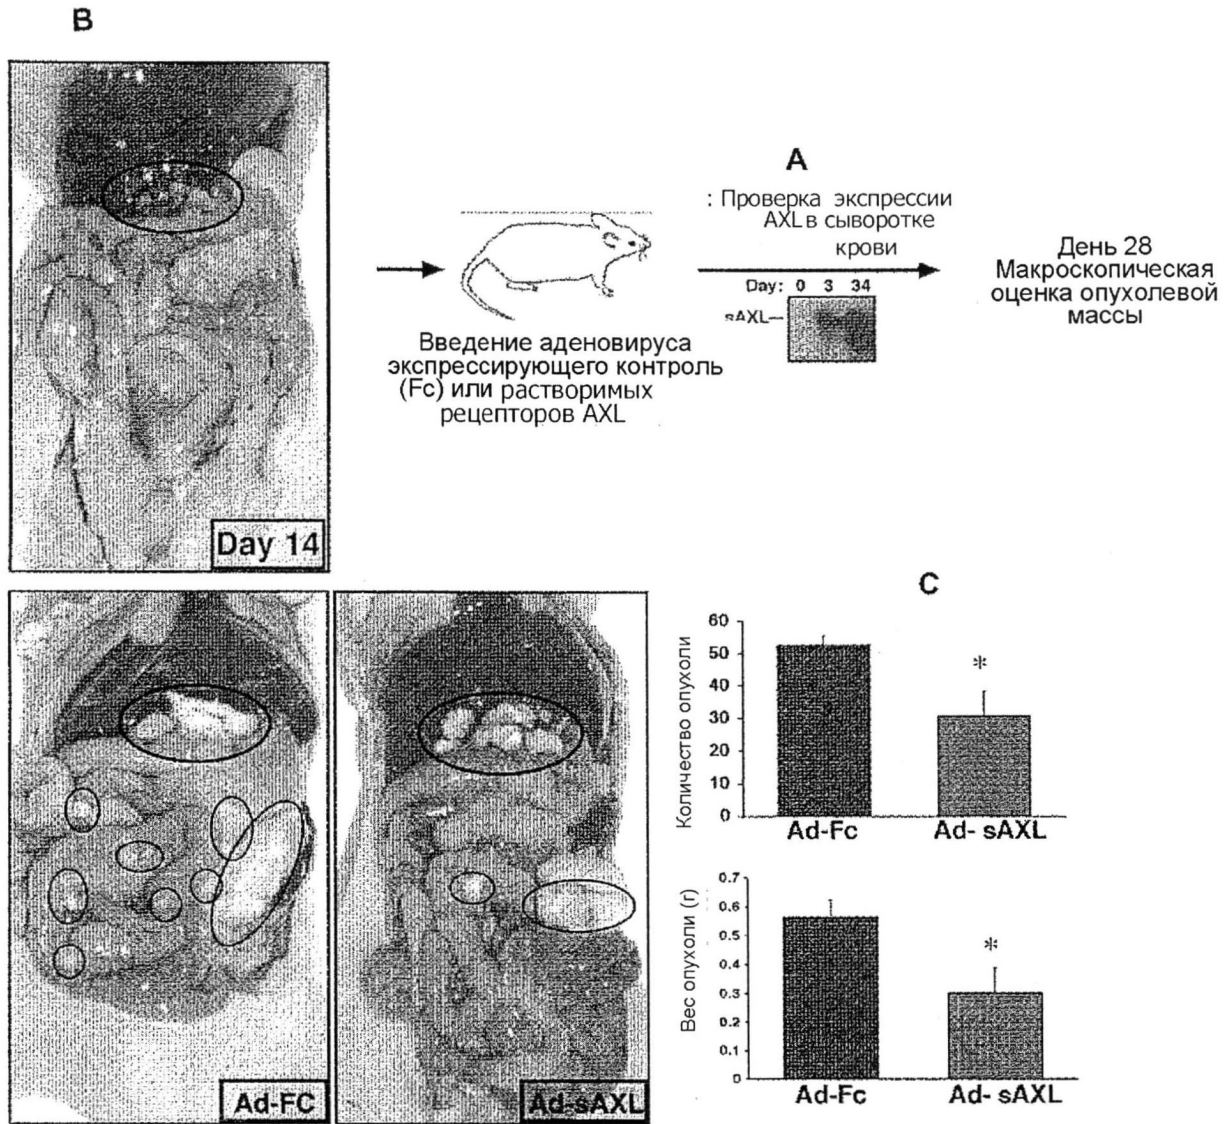 B
Day 14
Введение аденовируса
экспрессирующего контроль
(Fc) или растворимых
рецепторов AXL
A
: Проверка экспрессии
AXL в сыворотке
крови
Day: 0 3 34
sAXL—
День 28
Макроскопическая
оценка опухолевой
массы
Ad-FC
Ad-sAXL
C
Количество опухоли
60
50
40
30
20
10
0
*
Ad-Fc Ad- sAXL
Вес опухоли (г)
0.7
0.6
0.5
0.4
0.3
0.2
0.1
0
*
Ad-Fc Ad- sAXL